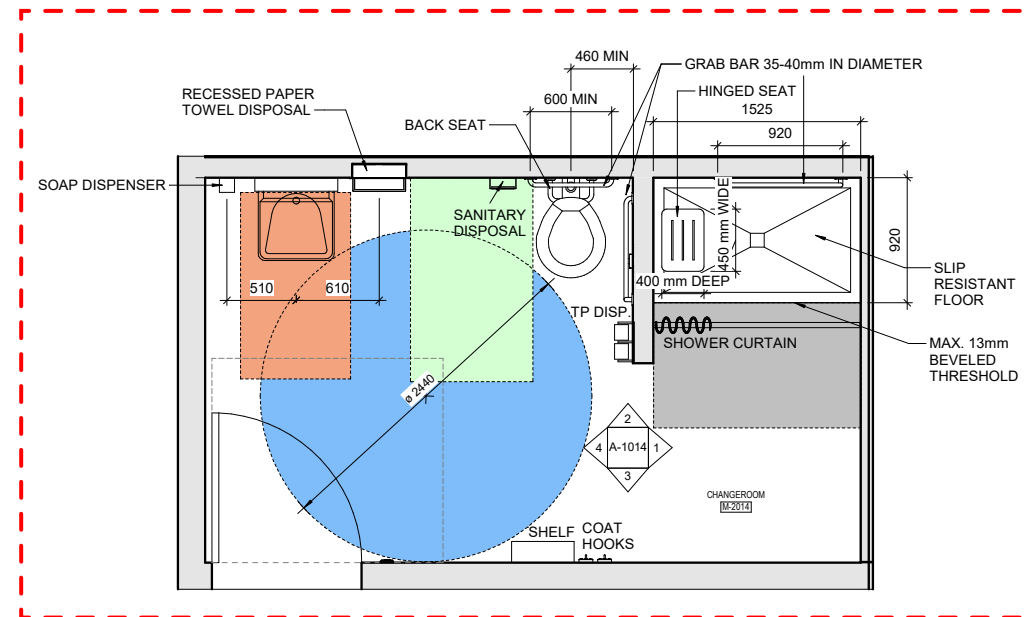 460 MIN
GRAB BAR 35-40mm IN DIAMETER
RECESSED PAPER
TOWEL DISPOSAL
600 MIN
HINGED SEAT
1525
BACK SEAT
920
SOAP DISPENSER
SANITARY
DISPOSAL
450 mm WIDE
920
510
610
400 mm DEEP
SLIP
RESISTANT
FLOOR
TP DISP.
SHOWER CURTAIN
MAX. 13mm
BEVELED
THRESHOLD
ø 2440
2
4
A-1014
1
3
CHANGEROOM
M-2014
SHELF
COAT
HOOKS